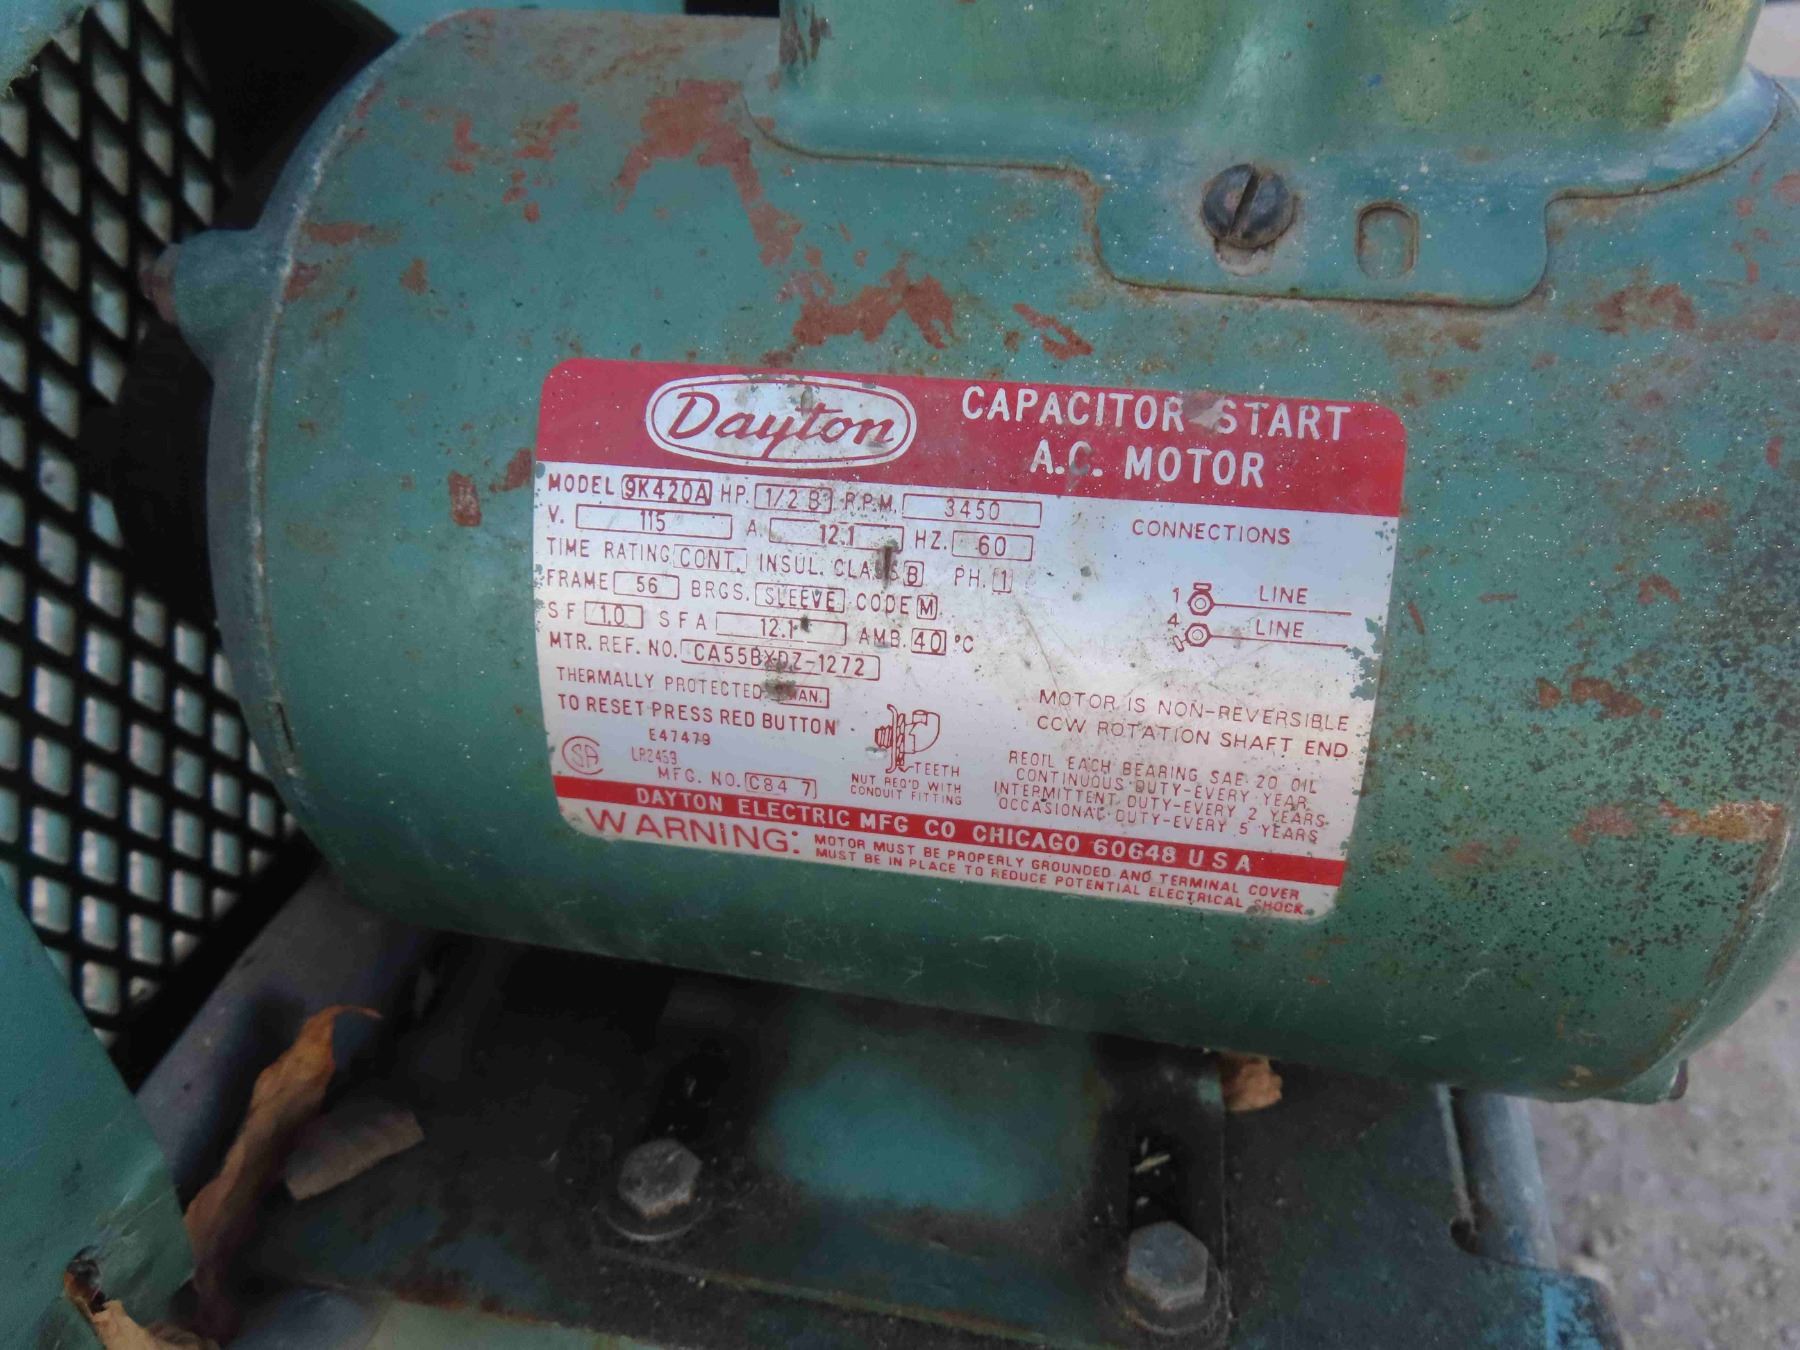 Dayton
CAPACITOR START
A.C. MOTOR
MODEL 9K420A HP. 1/2 B R.P.M. 3450
V. 115 A. 12.1 HZ. 60
TIME RATING CONT. INSUL. CLASS B PH. 1
FRAME 56 BRGS. SLEEVE CODE M
S F 1.0 S F A 12.1 AMB. 40 °C
MTR. REF. NO. CA55BXDZ-1272
THERMALLY PROTECTED MAN.
TO RESET PRESS RED BUTTON
E47479
SA LR2459
MFG. NO. C84 7
TEETH
NUT REQ'D WITH
CONDUIT FITTING
CONNECTIONS
1 LINE
4 LINE
MOTOR IS NON-REVERSIBLE
CCW ROTATION SHAFT END
REOIL EACH BEARING SAE 20 OIL
CONTINUOUS DUTY-EVERY YEAR
INTERMITTENT DUTY-EVERY 2 YEARS
OCCASIONAL DUTY-EVERY 5 YEARS
DAYTON ELECTRIC MFG CO CHICAGO 60648 U S A
WARNING: MOTOR MUST BE PROPERLY GROUNDED AND TERMINAL COVER
MUST BE IN PLACE TO REDUCE POTENTIAL ELECTRICAL SHOCK.